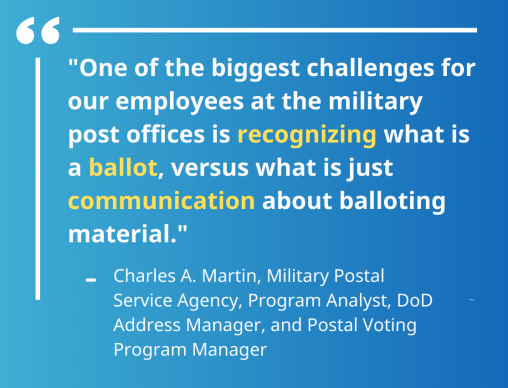 "One of the biggest challenges for
our employees at the military
post offices is recognizing what is
a ballot, versus what is just
communication about balloting
material."
– Charles A. Martin, Military Postal
Service Agency, Program Analyst, DoD
Address Manager, and Postal Voting
Program Manager